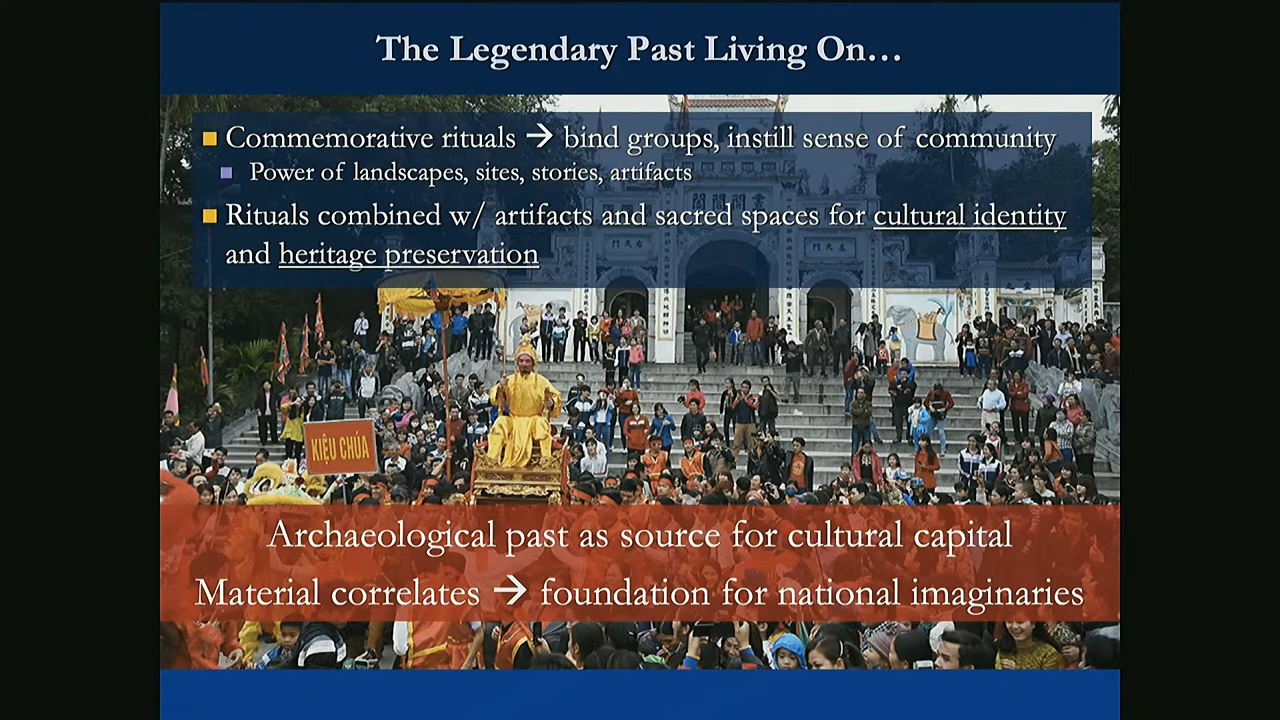 The Legendary Past Living On…
Commemorative rituals → bind groups, instill sense of community
Power of landscapes, sites, stories, artifacts
Rituals combined w/ artifacts and sacred spaces for cultural identity
and heritage preservation
KIỆU CHÚA
Archaeological past as source for cultural capital
Material correlates → foundation for national imaginaries